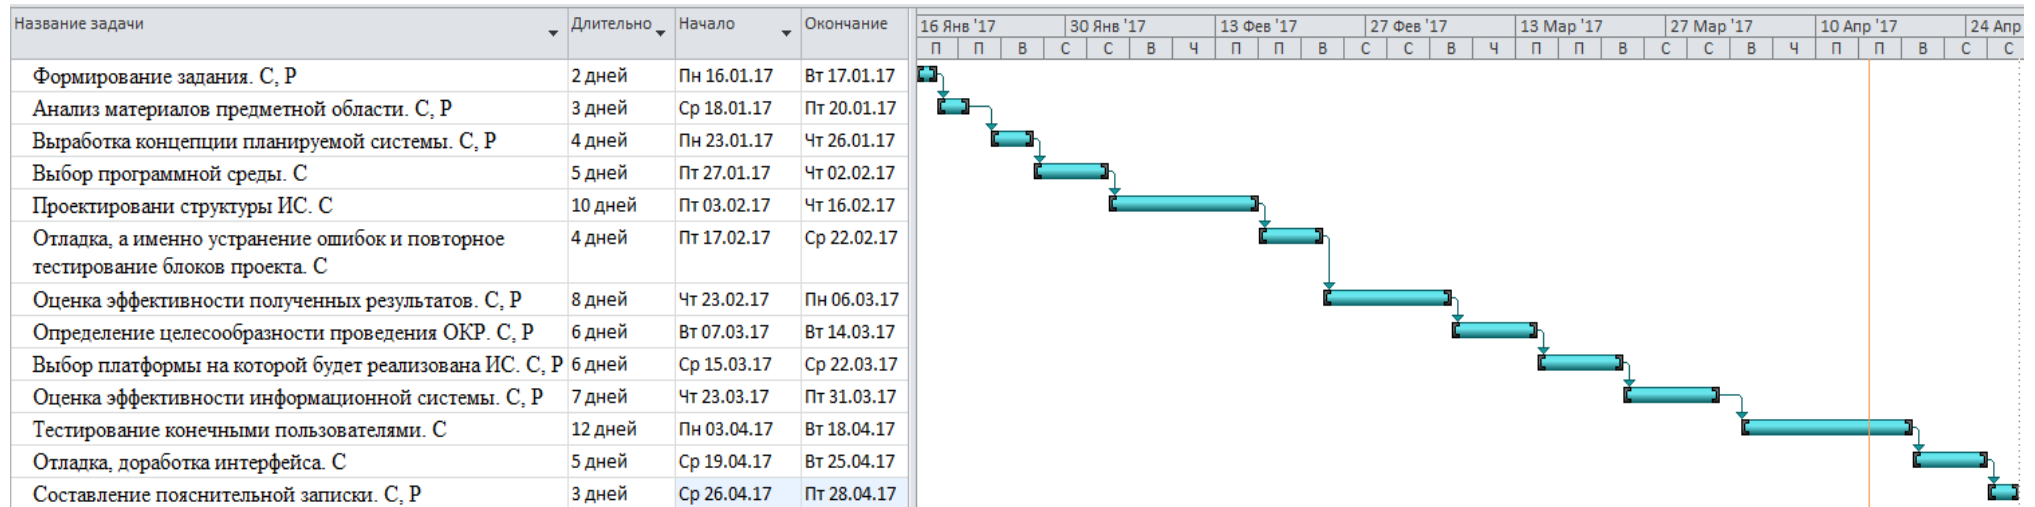 Название задачи Длительно Начало Окончание 16 Янв '17 30 Янв '17 13 Фев '17 27 Фев '17 13 Мар '17 27 Мар '17 10 Апр '17 24 Апр
П П В С С В Ч П П В С С В Ч П П В С С В Ч П П В С С
Формирование задания. С, Р 2 дней Пн 16.01.17 Вт 17.01.17
Анализ материалов предметной области. С, Р 3 дней Ср 18.01.17 Пт 20.01.17
Выработка концепции планируемой системы. С, Р 4 дней Пн 23.01.17 Чт 26.01.17
Выбор программной среды. С 5 дней Пт 27.01.17 Чт 02.02.17
Проектировани структуры ИС. С 10 дней Пт 03.02.17 Чт 16.02.17
Отладка, а именно устранение ошибок и повторное 4 дней Пт 17.02.17 Ср 22.02.17
тестирование блоков проекта. С
Оценка эффективности полученных результатов. С, Р 8 дней Чт 23.02.17 Пн 06.03.17
Определение целесообразности проведения ОКР. С, Р 6 дней Вт 07.03.17 Вт 14.03.17
Выбор платформы на которой будет реализована ИС. С, Р 6 дней Ср 15.03.17 Ср 22.03.17
Оценка эффективности информационной системы. С, Р 7 дней Чт 23.03.17 Пт 31.03.17
Тестирование конечными пользователями. С 12 дней Пн 03.04.17 Вт 18.04.17
Отладка, доработка интерфейса. С 5 дней Ср 19.04.17 Вт 25.04.17
Составление пояснительной записки. С, Р 3 дней Ср 26.04.17 Пт 28.04.17